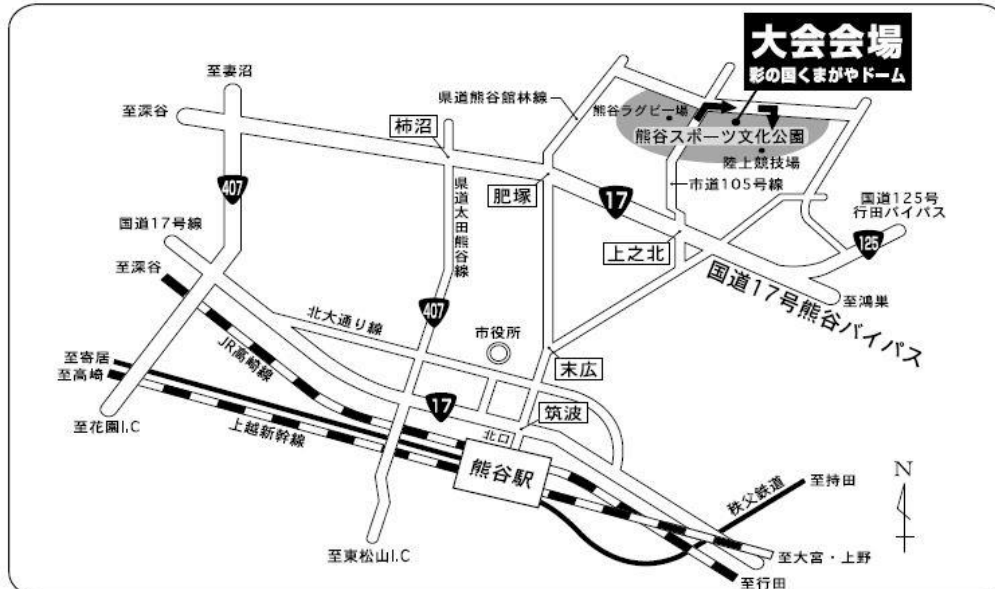 大会会場
彩の国くまがやドーム
至妻沼
至深谷
県道熊谷館林線
熊谷ラグビー場
熊谷スポーツ文化公園
陸上競技場
柿沼
407
肥塚
17
市道105号線
国道125号
行田バイパス
125
国道17号線
県道太田熊谷線
上之北
至深谷
国道17号熊谷バイパス
至鴻巣
407
北大通り線
市役所
JR高崎線
末広
至寄居
至高崎
17
筑波
至花園I.C
上越新幹線
北口
熊谷駅
秩父鉄道
至持田
N
至東松山I.C
至大宮・上野
至行田